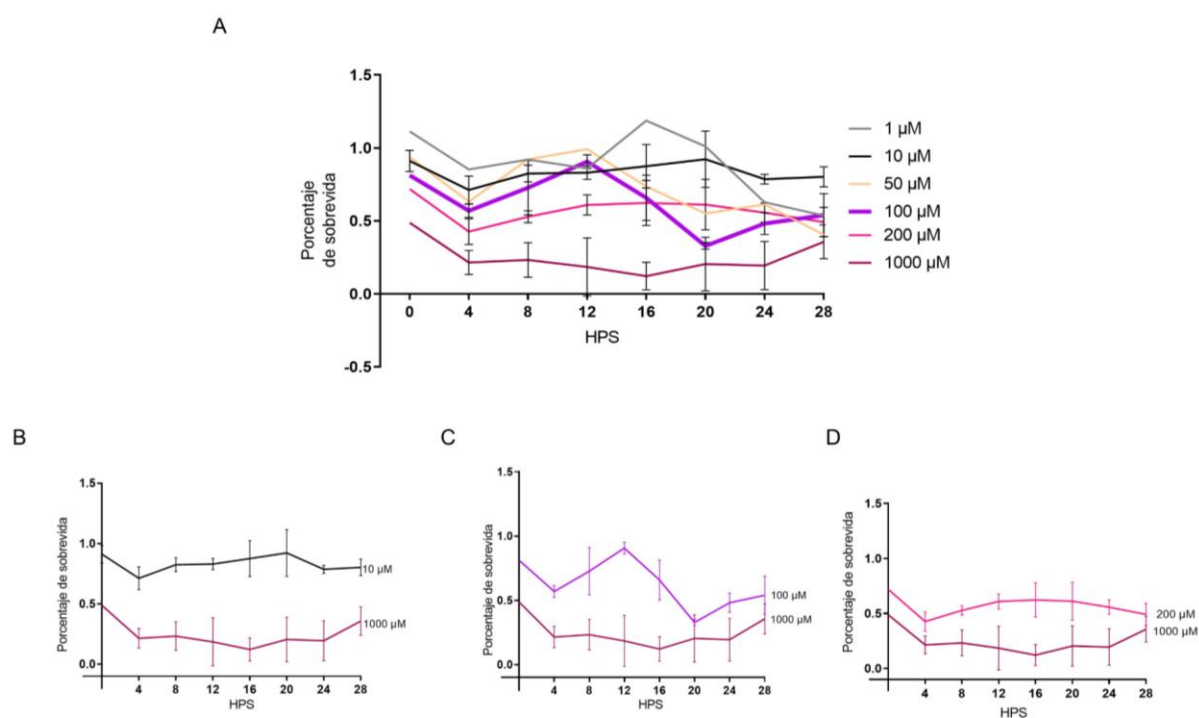 A
1.5
1.0
0.5
0.0
-0.5
Porcentaje
de sobrevida
0 4 8 12 16 20 24 28
HPS
1 µM
10 µM
50 µM
100 µM
200 µM
1000 µM
B
1.5
1.0
0.5
0.0
Porcentaje de sobrevida
4 8 12 16 20 24 28
HPS
10 µM
1000 µM
C
1.5
1.0
0.5
0.0
Porcentaje de sobrevida
4 8 12 16 20 24 28
HPS
100 µM
1000 µM
D
1.5
1.0
0.5
0.0
Porcentaje de sobrevida
4 8 12 16 20 24 28
HPS
200 µM
1000 µM